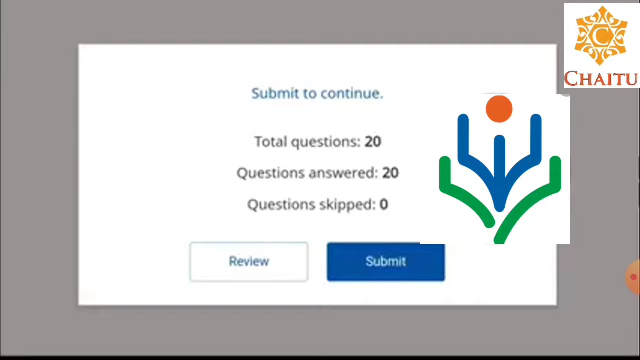 C
CHAITU
Submit to continue.
Total questions: 20
Questions answered: 20
Questions skipped: 0
Review
Submit